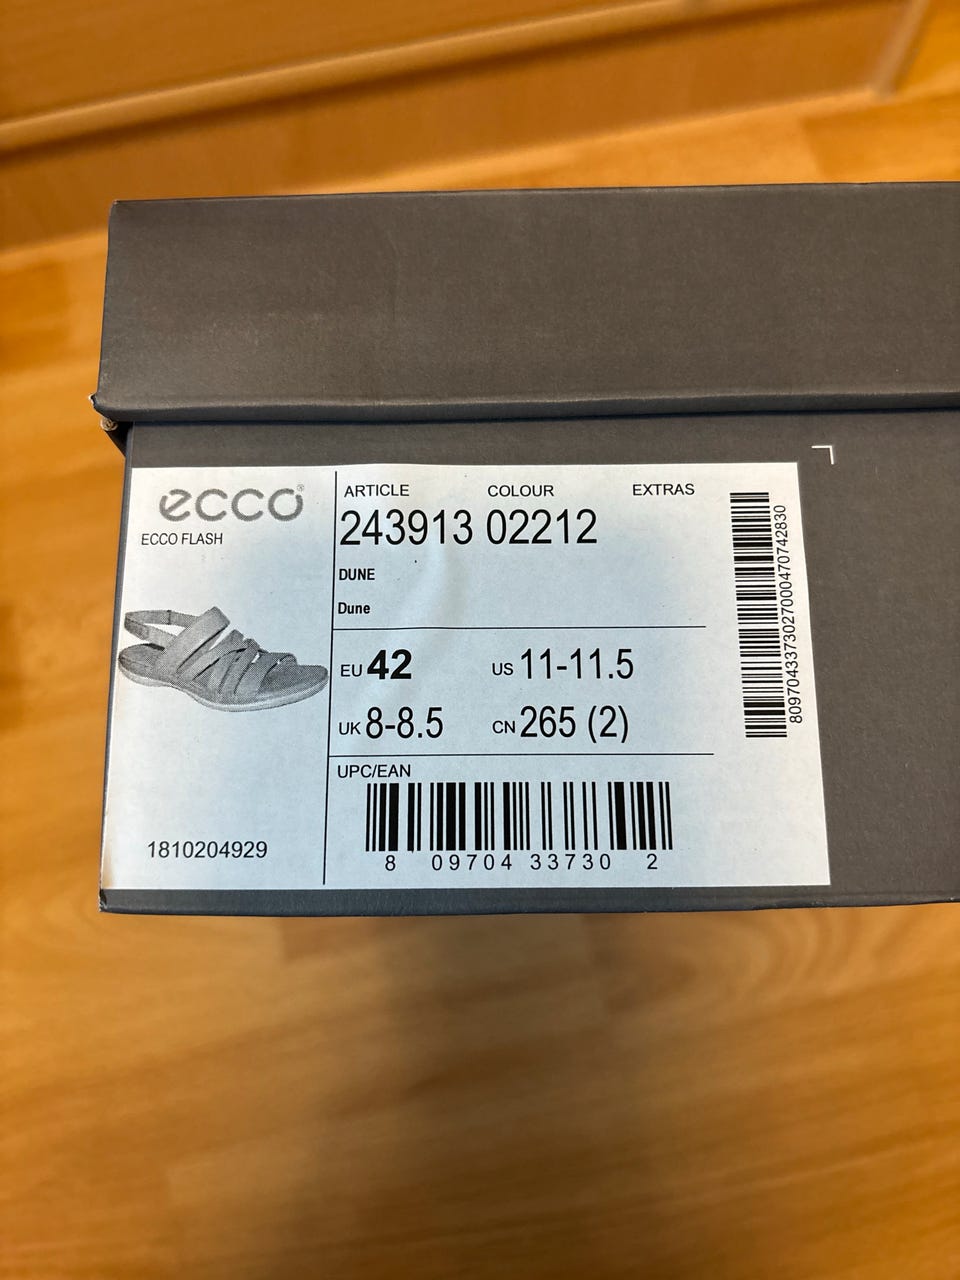 ecco®
ECCO FLASH
1810204929
ARTICLE COLOUR EXTRAS
243913 02212
DUNE
Dune
EU 42 US 11-11.5
UK 8-8.5 CN 265 (2)
UPC/EAN
8 09704 33730 2
8097043373027000470742830